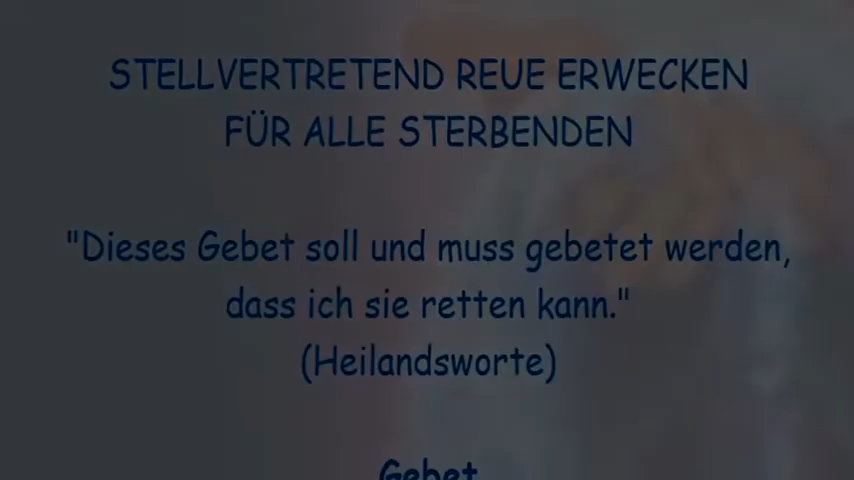 STELLVERTRETEND REUE ERWECKEN
FÜR ALLE STERBENDEN
"Dieses Gebet soll und muss gebetet werden,
dass ich sie retten kann."
(Heilandsworte)
Gebet